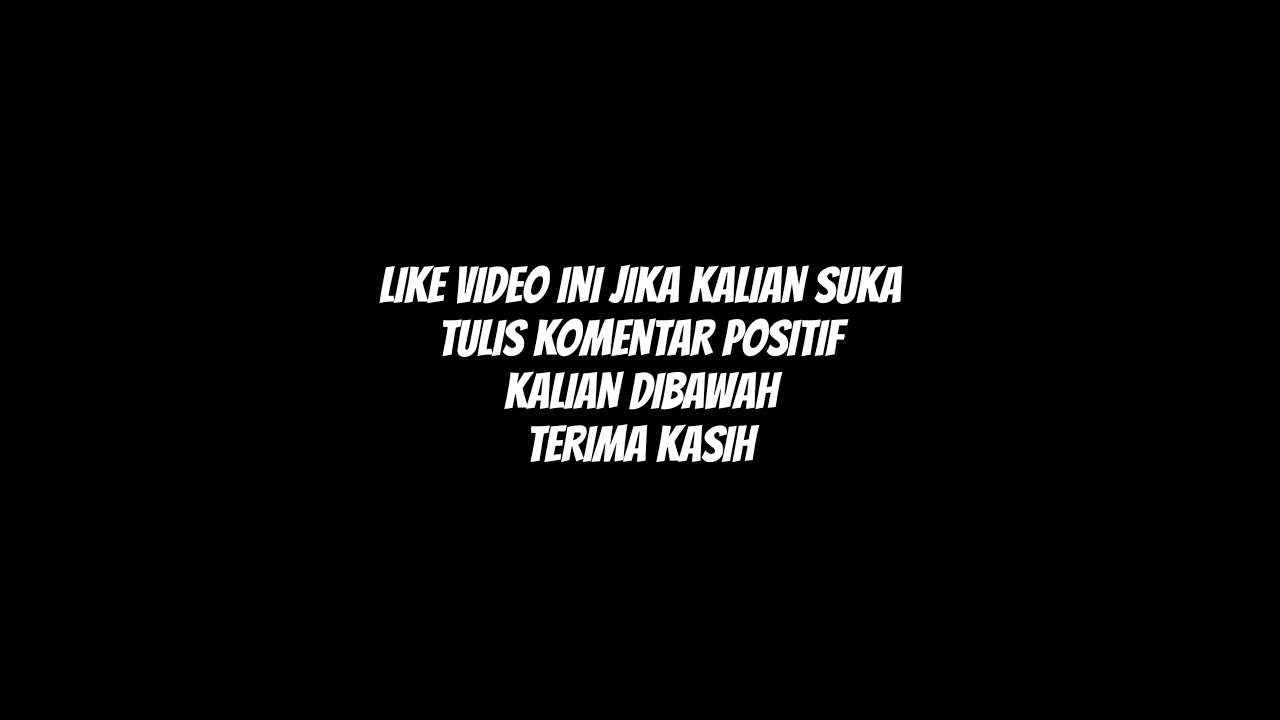 LIKE VIDEO INI JIKA KALIAN SUKA
TULIS KOMENTAR POSITIF
KALIAN DIBAWAH
TERIMA KASIH